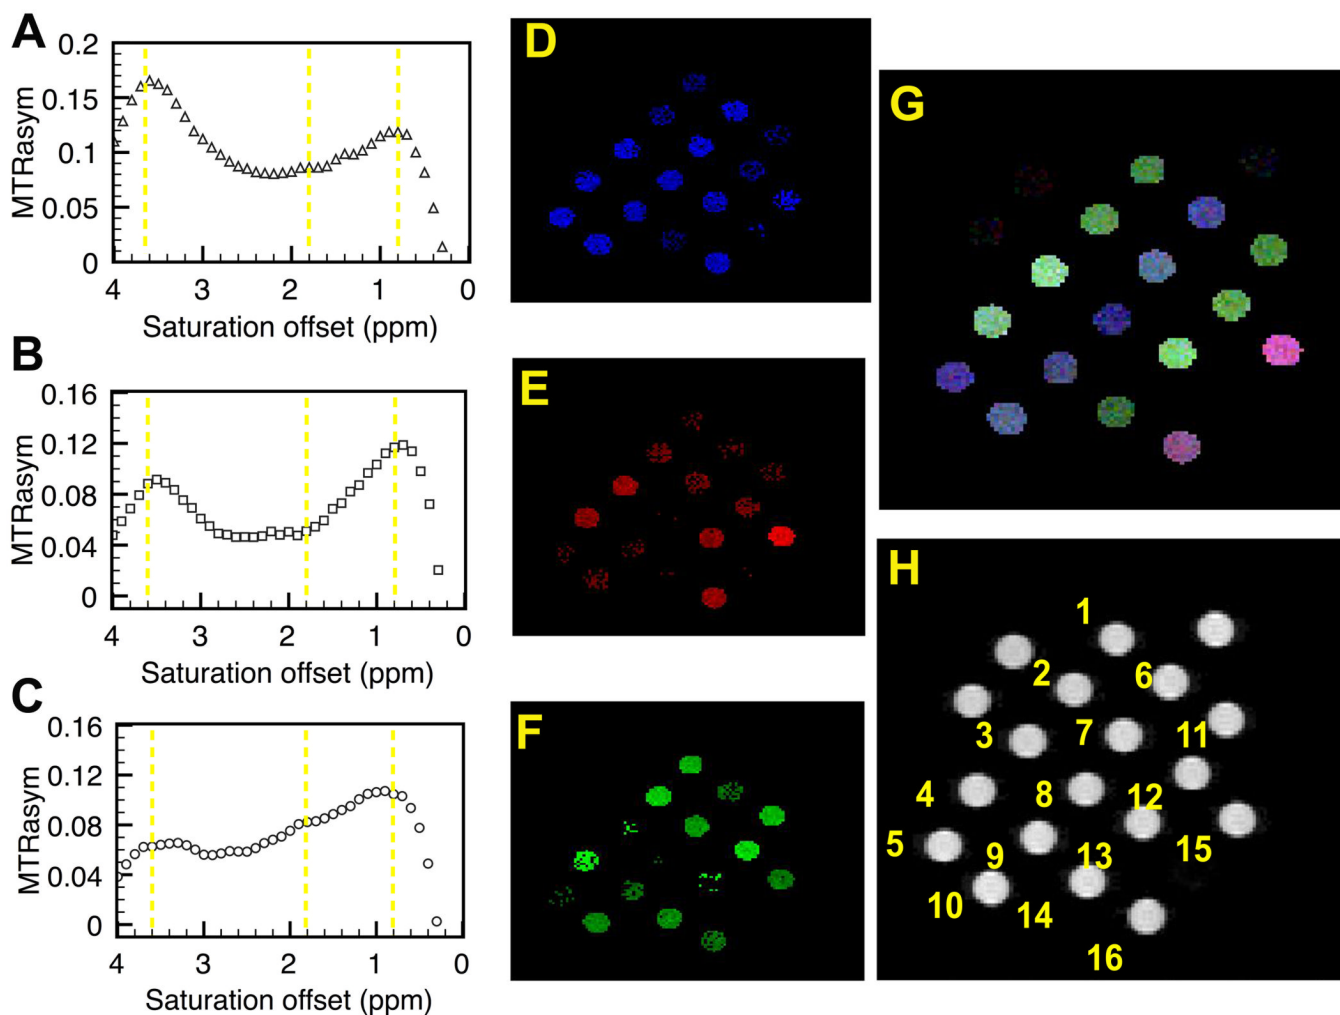 A
MTRasym
0.2
0.15
0.1
0.05
0
4 3 2 1 0
Saturation offset (ppm)
B
MTRasym
0.16
0.12
0.08
0.04
0
4 3 2 1 0
Saturation offset (ppm)
C
MTRasym
0.16
0.12
0.08
0.04
0
4 3 2 1 0
Saturation offset (ppm)
D
E
F
G
H
1
2 6
3 7 11
4 8 12
5 9 13 15
10 14
16